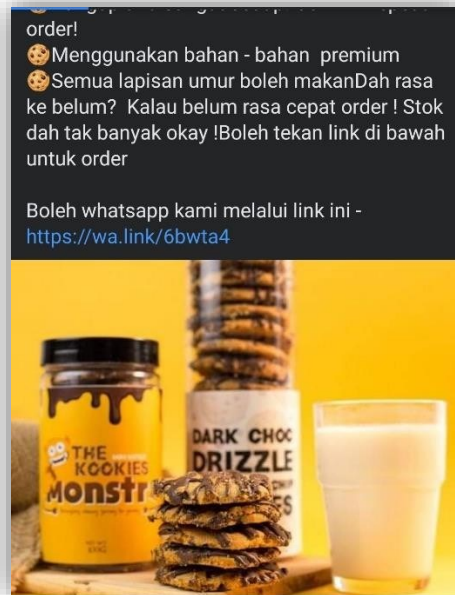 order!
🍪Menggunakan bahan - bahan  premium
🍪Semua lapisan umur boleh makanDah rasa
ke belum?  Kalau belum rasa cepat order ! Stok
dah tak banyak okay !Boleh tekan link di bawah
untuk order
Boleh whatsapp kami melalui link ini -
https://wa.link/6bwta4
THE
KOOKIES
Monstr
DARK CHOC
DRIZZLE